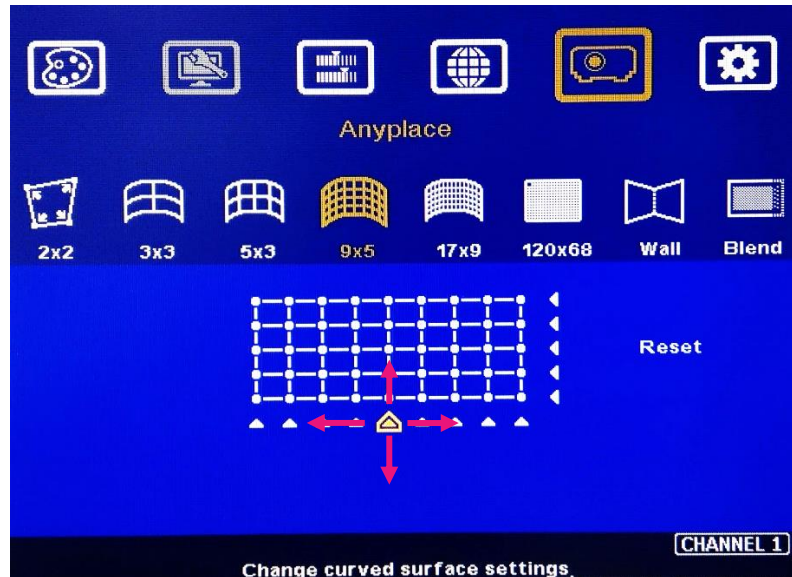 Anyplace
2x2 3x3 5x3 9x5 17x9 120x68 Wall Blend
Reset
CHANNEL 1
Change curved surface settings